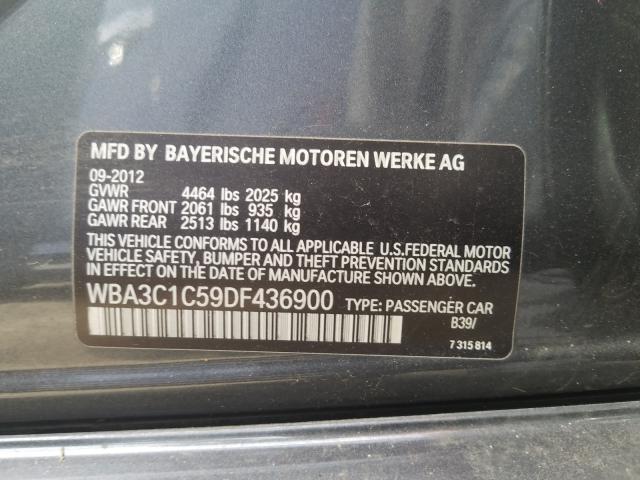 MFD BY BAYERISCHE MOTOREN WERKE AG
09-2012
GVWR 4464 lbs 2025 kg
GAWR FRONT 2061 lbs 935 kg
GAWR REAR 2513 lbs 1140 kg
THIS VEHICLE CONFORMS TO ALL APPLICABLE U.S.FEDERAL MOTOR
VEHICLE SAFETY, BUMPER AND THEFT PREVENTION STANDARDS
IN EFFECT ON THE DATE OF MANUFACTURE SHOWN ABOVE.
WBA3C1C59DF436900 TYPE: PASSENGER CAR
B39/
7 315 814